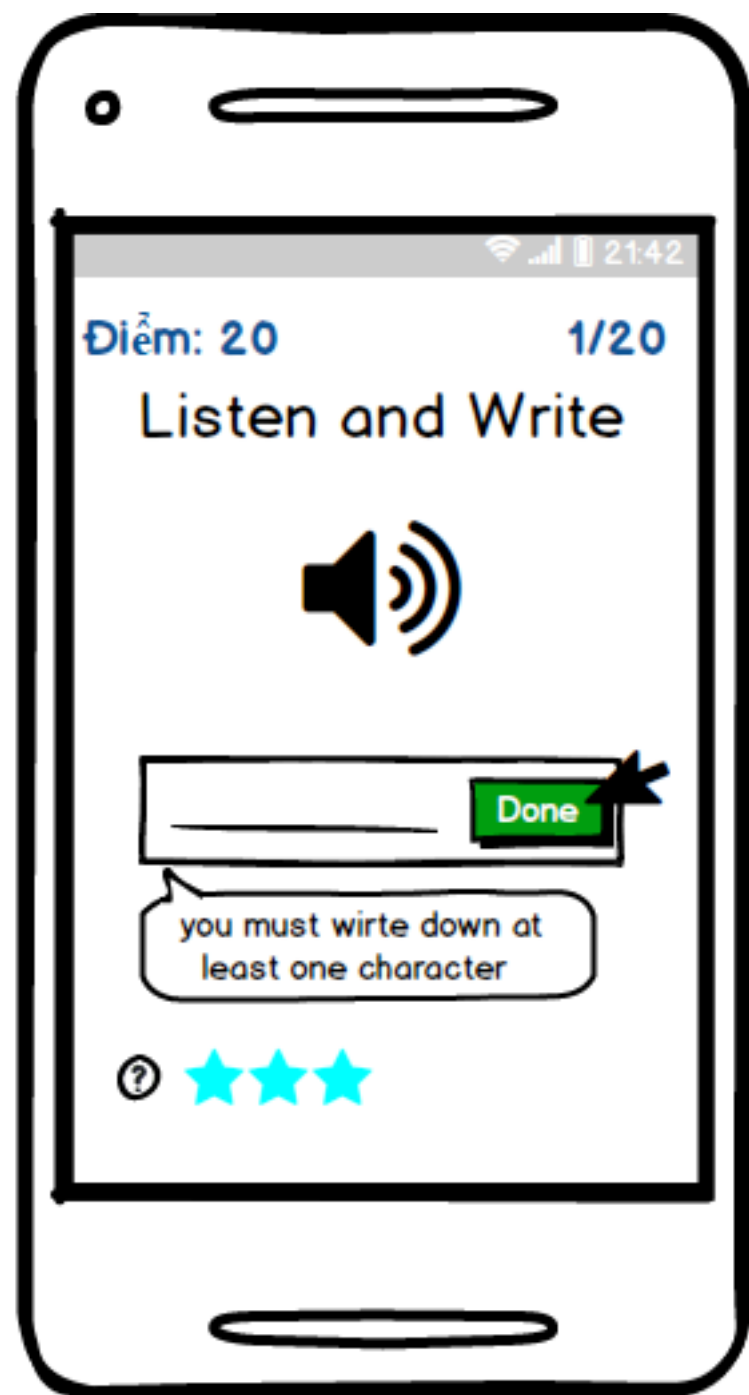 21:42
Điểm: 20 1/20
Listen and Write
Done
you must wirte down at
least one character
?